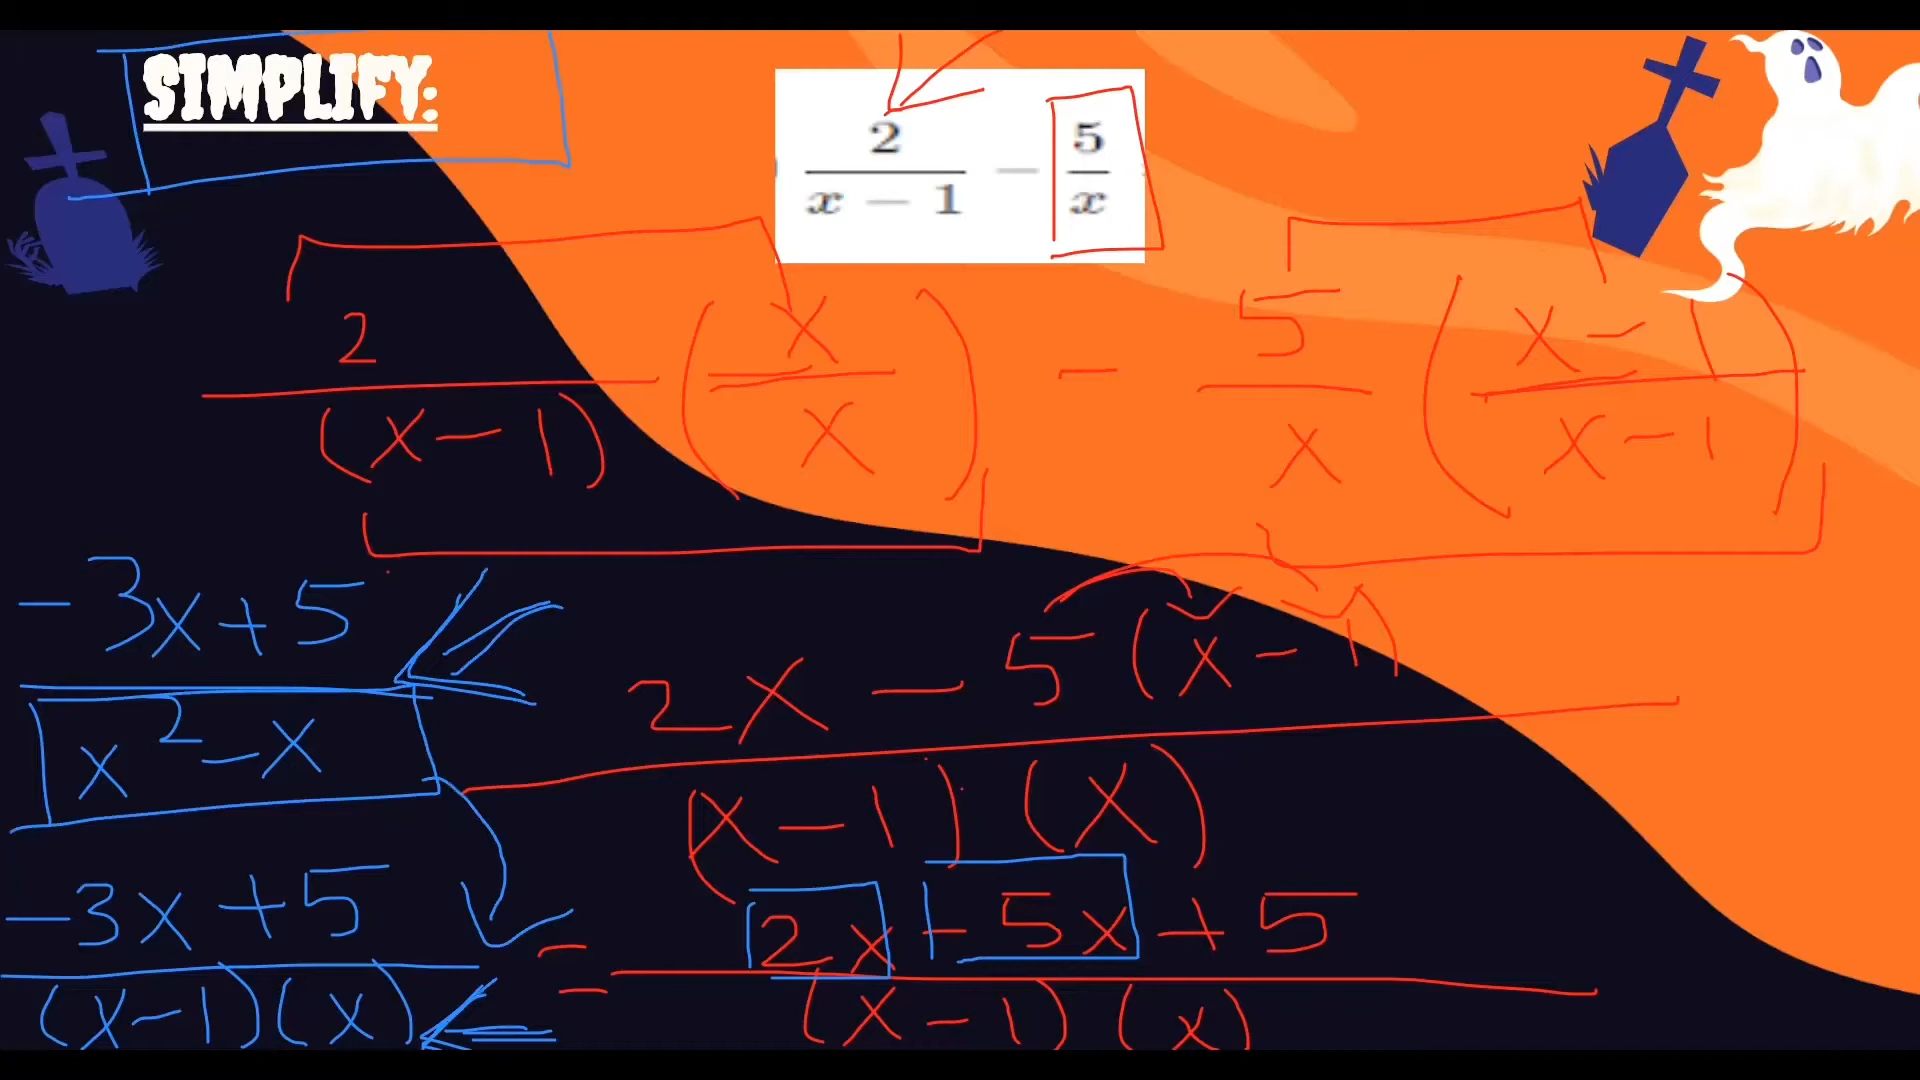 SIMPLIFY:
2/(x − 1) − 5/x
2/(x−1) (x/x) − 5/x (x−1/x−1)
2x − 5(x−1)/(x−1)(x)
= 2x − 5x + 5/(x−1)(x)
−3x+5/x²−x
−3x+5/(x−1)(x)